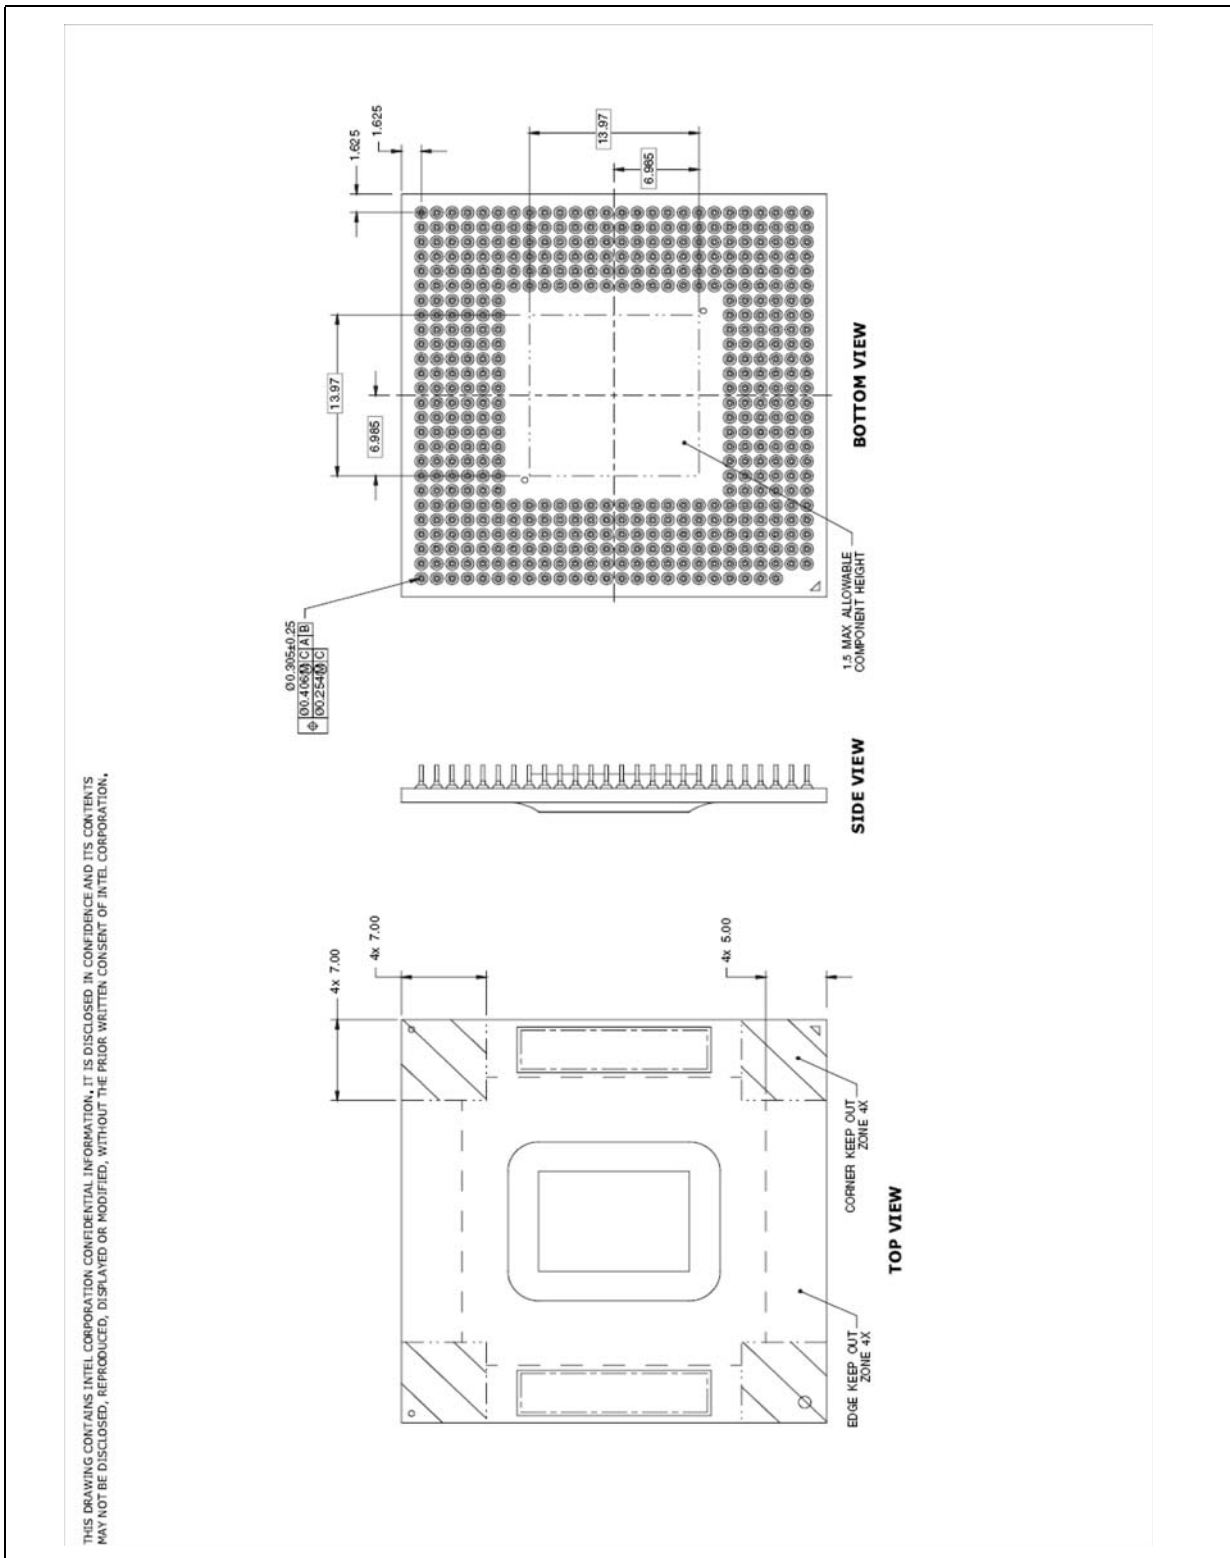 THIS DRAWING CONTAINS INTEL CORPORATION CONFIDENTIAL INFORMATION. IT IS DISCLOSED IN CONFIDENCE AND ITS CONTENTS
MAY NOT BE DISCLOSED, REPRODUCED, DISPLAYED OR MODIFIED, WITHOUT THE PRIOR WRITTEN CONSENT OF INTEL CORPORATION.
4x 7.00
4x 7.00
4x 5.00
EDGE KEEP OUT
ZONE 4X
CORNER KEEP OUT
ZONE 4X
TOP VIEW
SIDE VIEW
Ø0.305±0.25
⌖ Ø0.406Ⓜ C A B
Ø0.254Ⓜ C
6.985
13.97
1.625
1.625
13.97
6.985
1.5 MAX ALLOWABLE
COMPONENT HEIGHT
BOTTOM VIEW